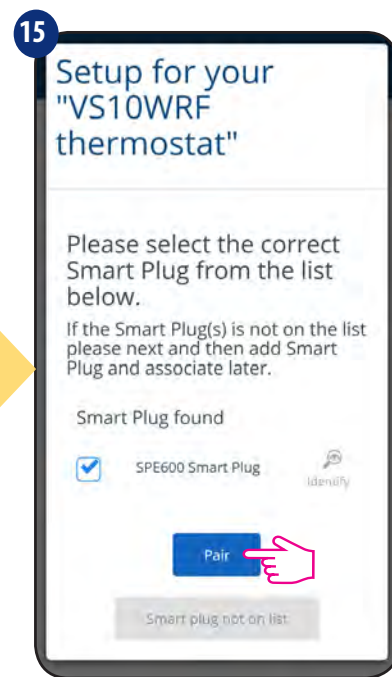 15
Setup for your
"VS10WRF
thermostat"
Please select the correct
Smart Plug from the list
below.
If the Smart Plug(s) is not on the list
please next and then add Smart
Plug and associate later.
Smart Plug found
SPE600 Smart Plug
Identify
Pair
Smart plug not on list